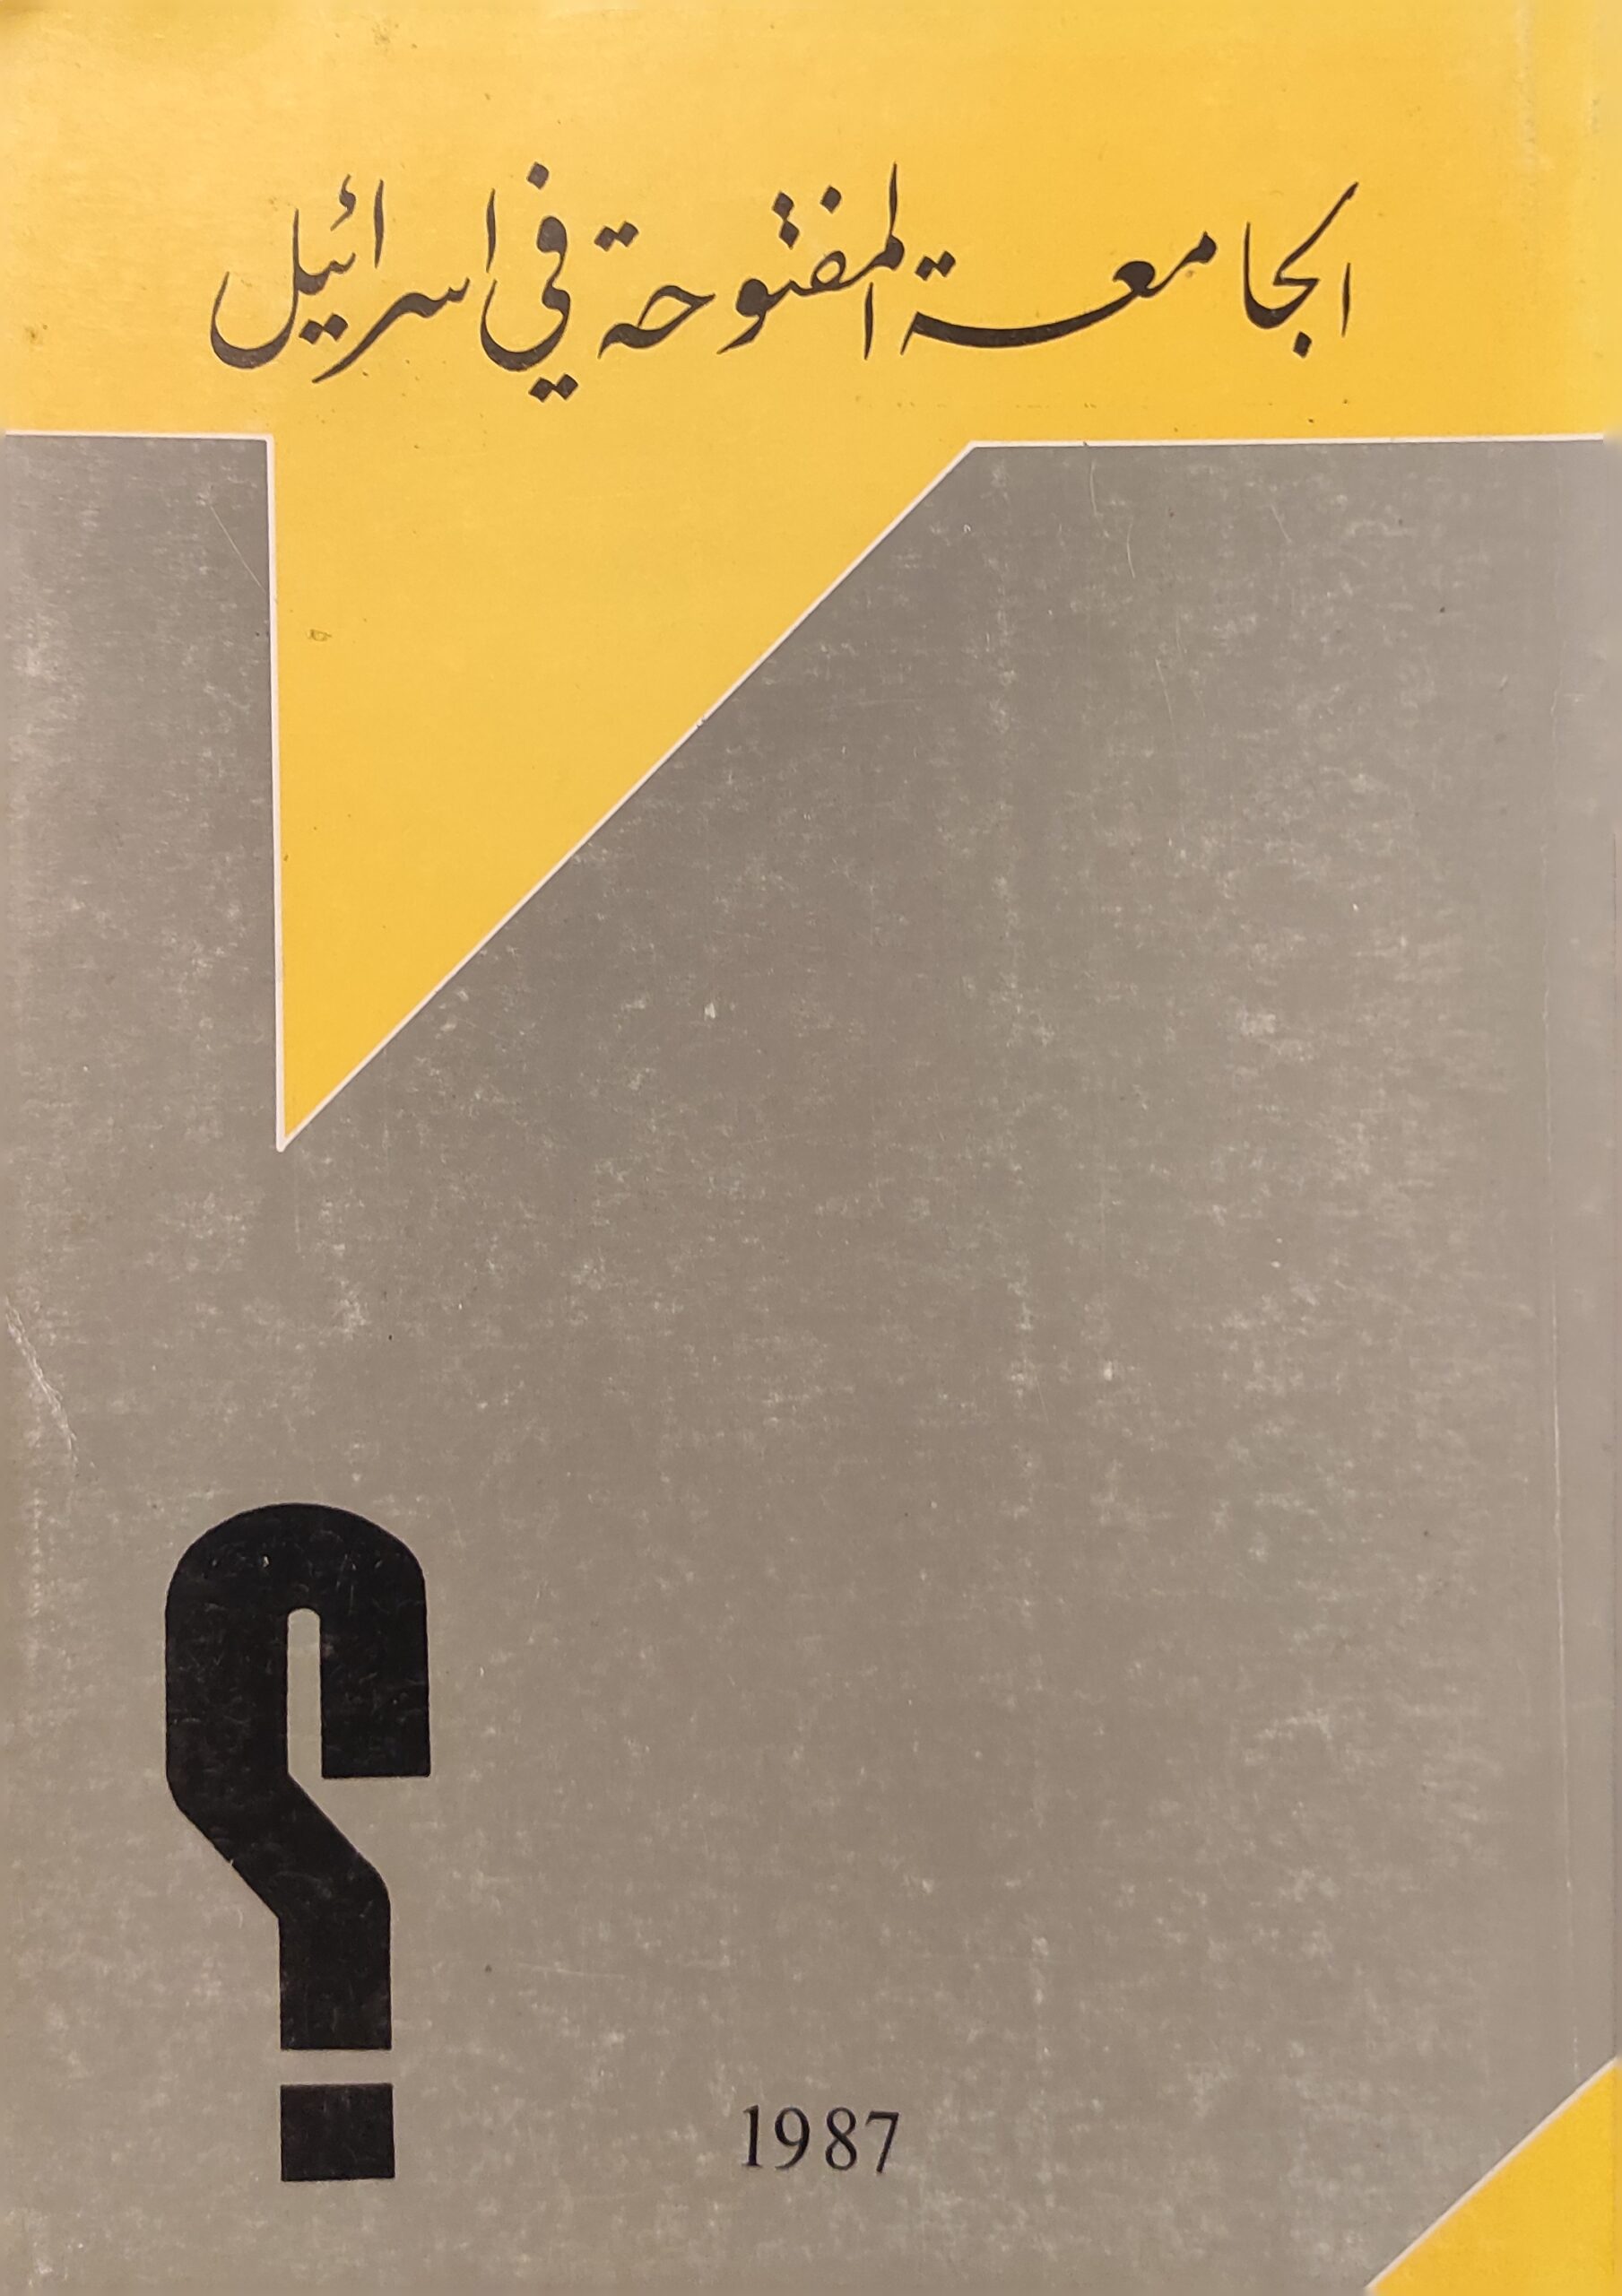 الجامعة المفتوحة في اسرائيل
؟
1987